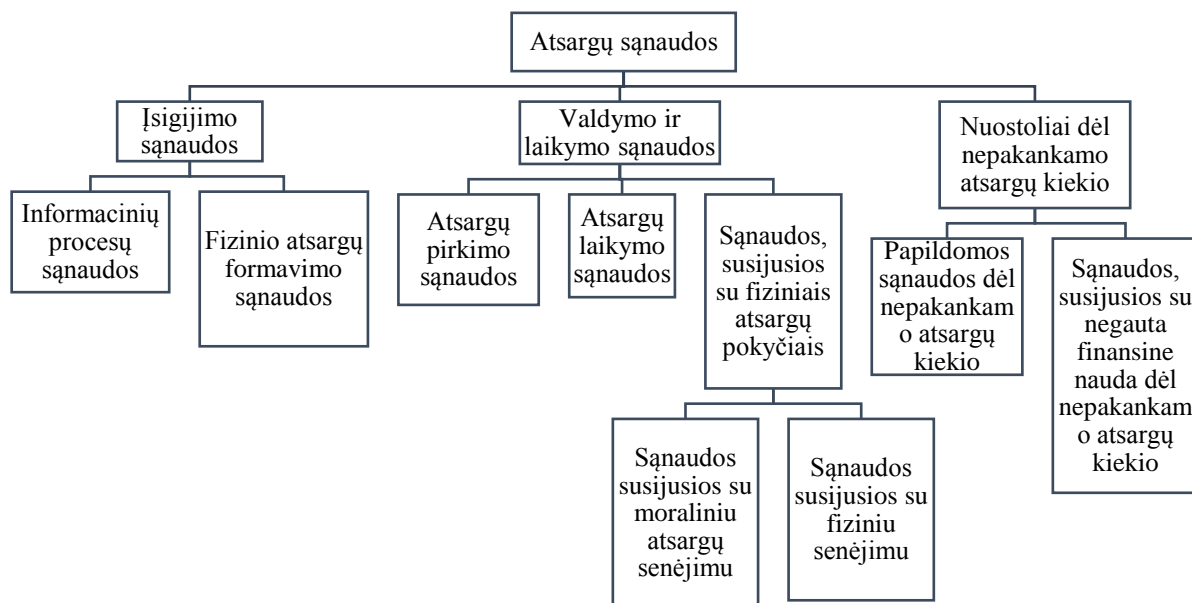 Atsargų sąnaudos
Įsigijimo
sąnaudos
Valdymo ir
laikymo sąnaudos
Nuostoliai dėl
nepakankamo
atsargų kiekio
Informacinių
procesų
sąnaudos
Fizinio atsargų
formavimo
sąnaudos
Atsargų
pirkimo
sąnaudos
Atsargų
laikymo
sąnaudos
Sąnaudos,
susijusios
su fiziniais
atsargų
pokyčiais
Papildomos
sąnaudos dėl
nepakankam
o atsargų
kiekio
Sąnaudos,
susijusios su
negauta
finansine
nauda dėl
nepakankam
o atsargų
kiekio
Sąnaudos
susijusios su
moraliniu
atsargų
senėjimu
Sąnaudos
susijusios su
fiziniu
senėjimu